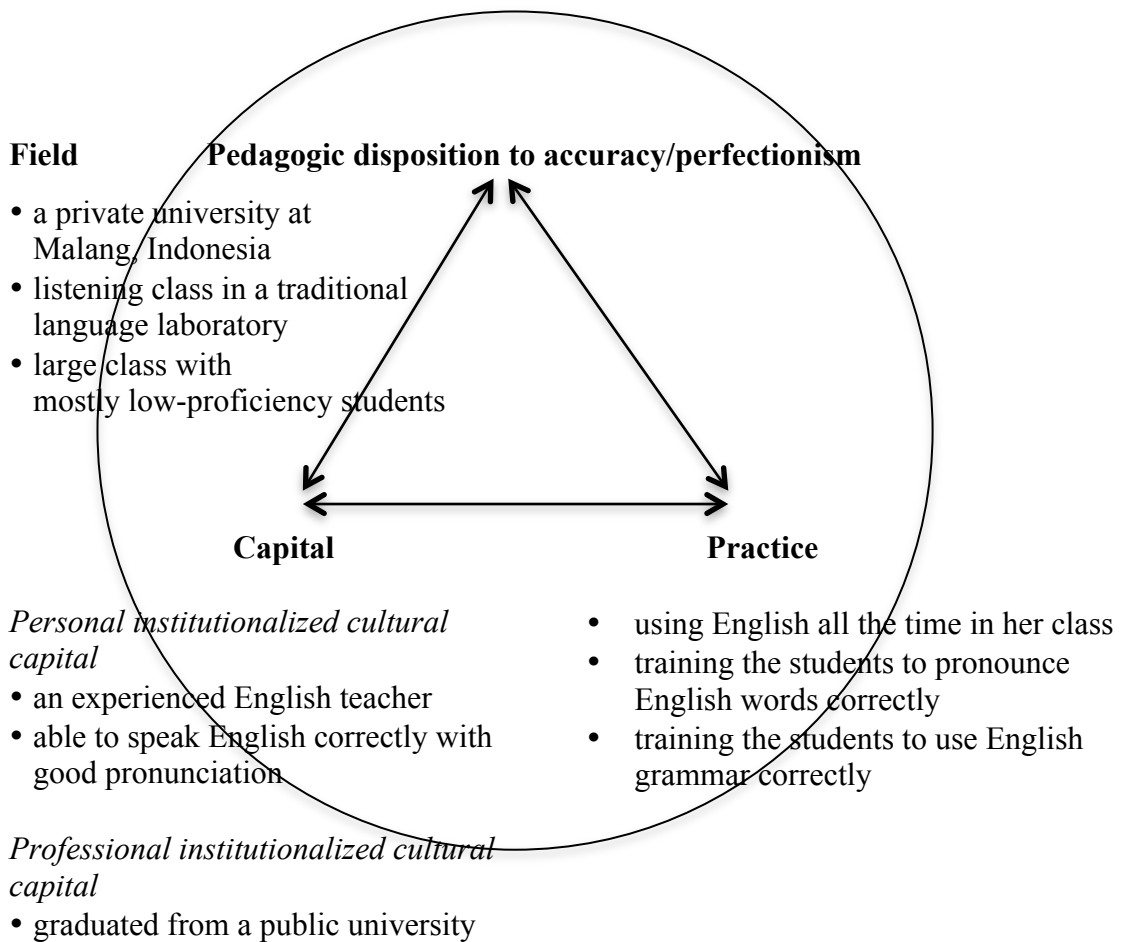 Field
Pedagogic disposition to accuracy/perfectionism
• a private university at
Malang, Indonesia
• listening class in a traditional
language laboratory
• large class with
mostly low-proficiency students
Capital
Practice
Personal institutionalized cultural
capital
• an experienced English teacher
• able to speak English correctly with
good pronunciation
Professional institutionalized cultural
capital
• graduated from a public university
• using English all the time in her class
• training the students to pronounce
English words correctly
• training the students to use English
grammar correctly